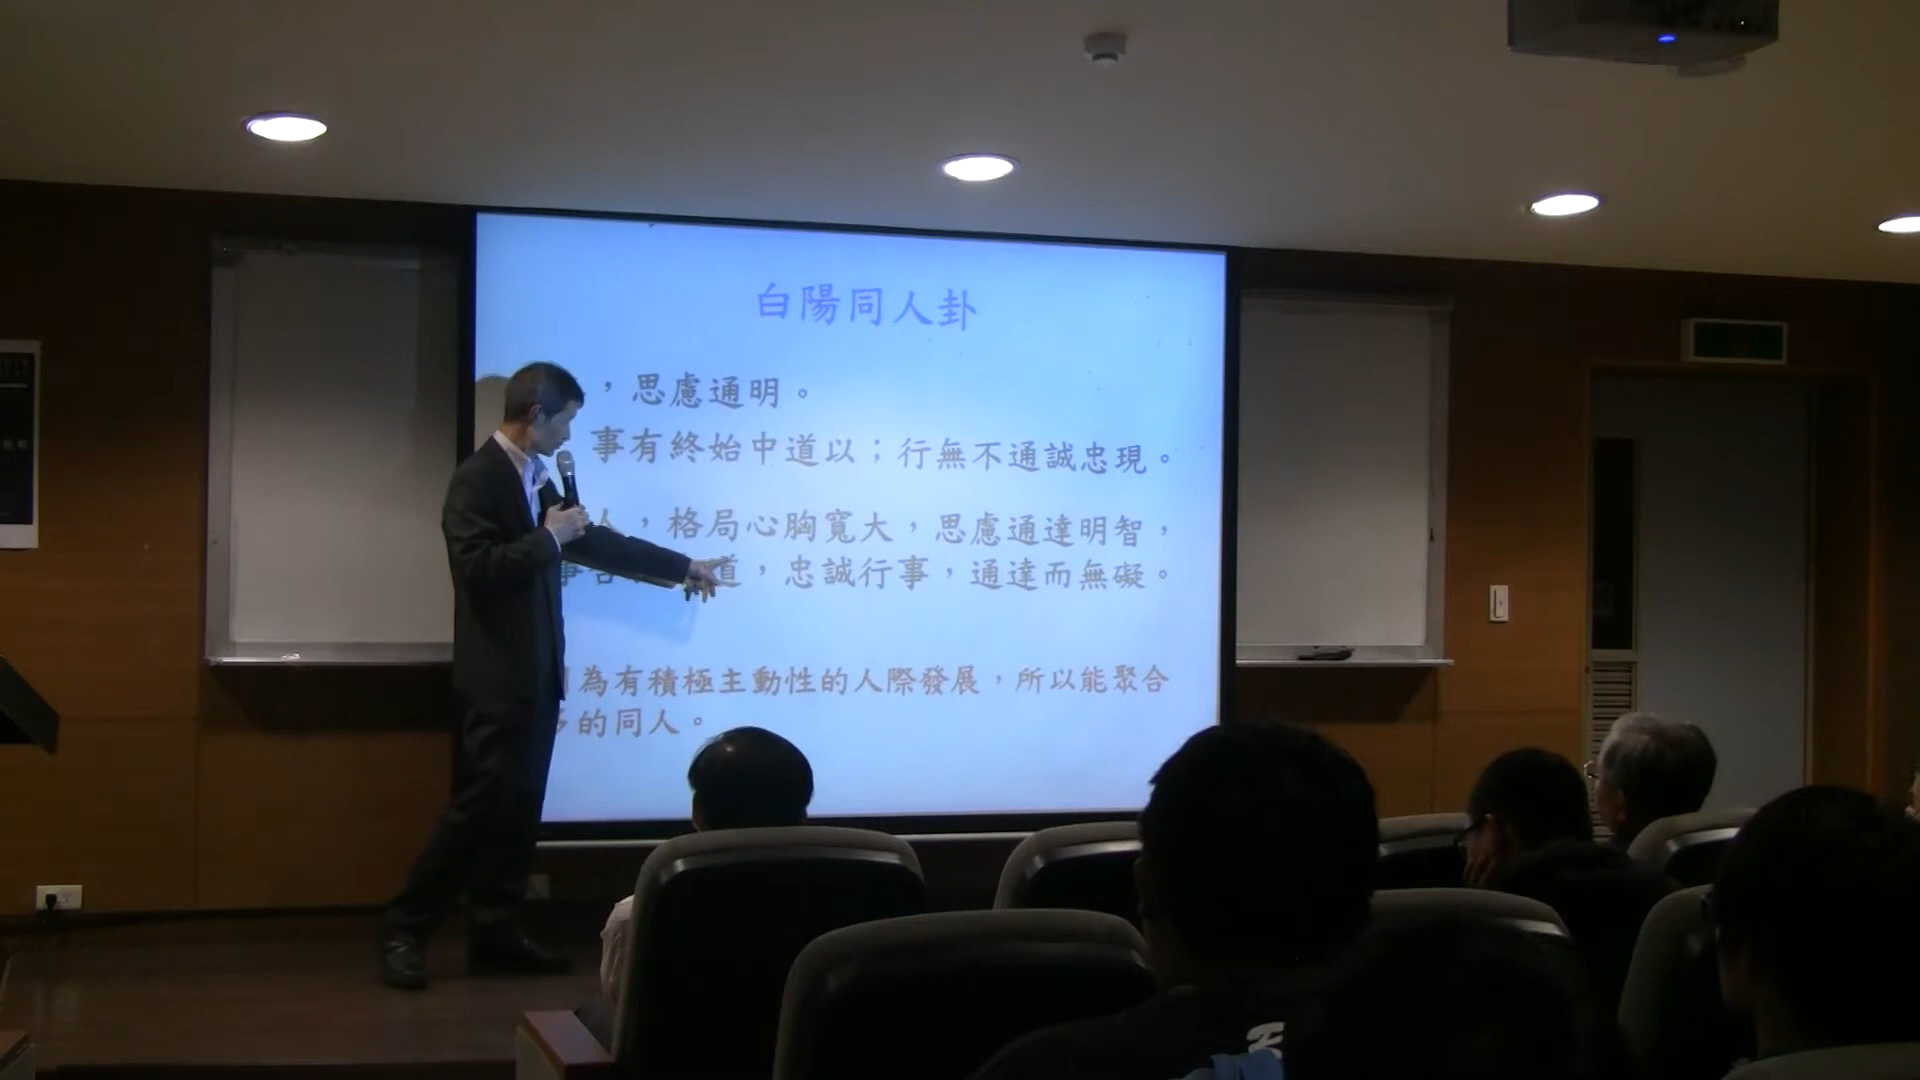 白陽同人卦
，思慮通明。
事有終始中道以；行無不通誠忠現。
人，格局心胸寬大，思慮通達明智，
事合道，忠誠行事，通達而無礙。
為有積極主動性的人際發展，所以能聚合
多的同人。